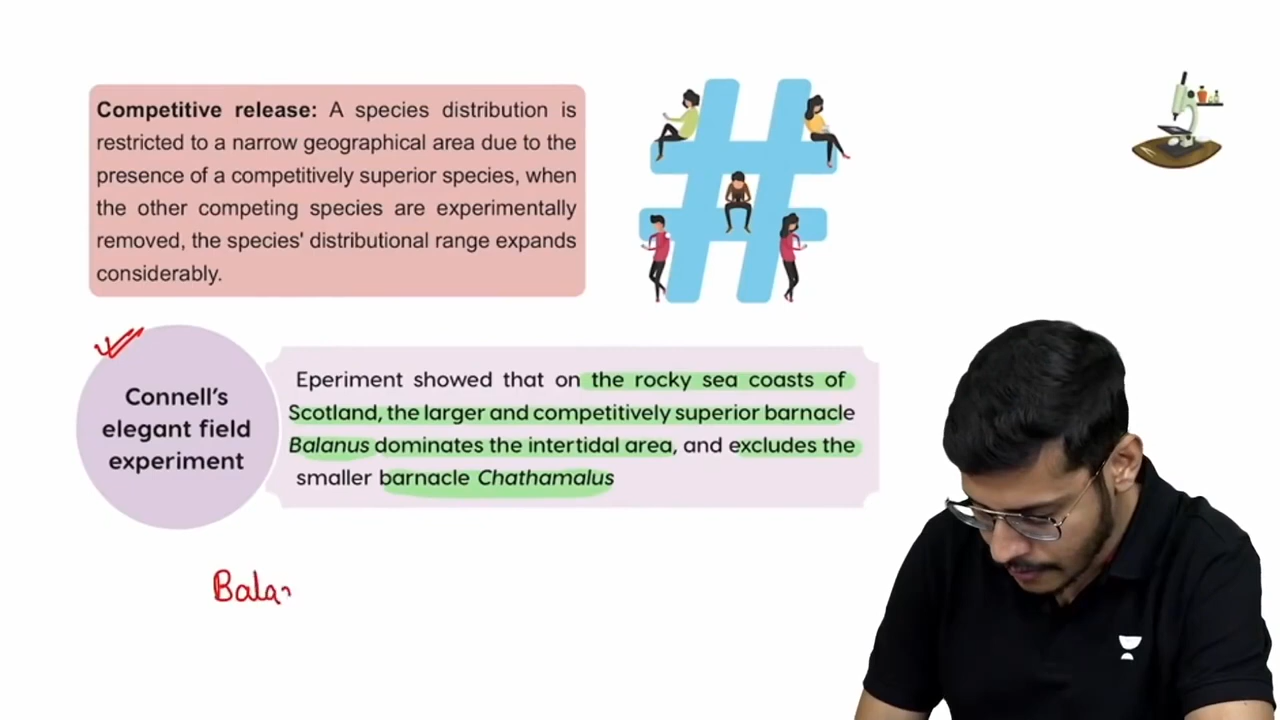 Competitive release: A species distribution is
restricted to a narrow geographical area due to the
presence of a competitively superior species, when
the other competing species are experimentally
removed, the species' distributional range expands
considerably.
Connell's
elegant field
experiment
Eperiment showed that on the rocky sea coasts of
Scotland, the larger and competitively superior barnacle
Balanus dominates the intertidal area, and excludes the
smaller barnacle Chathamalus
Bala